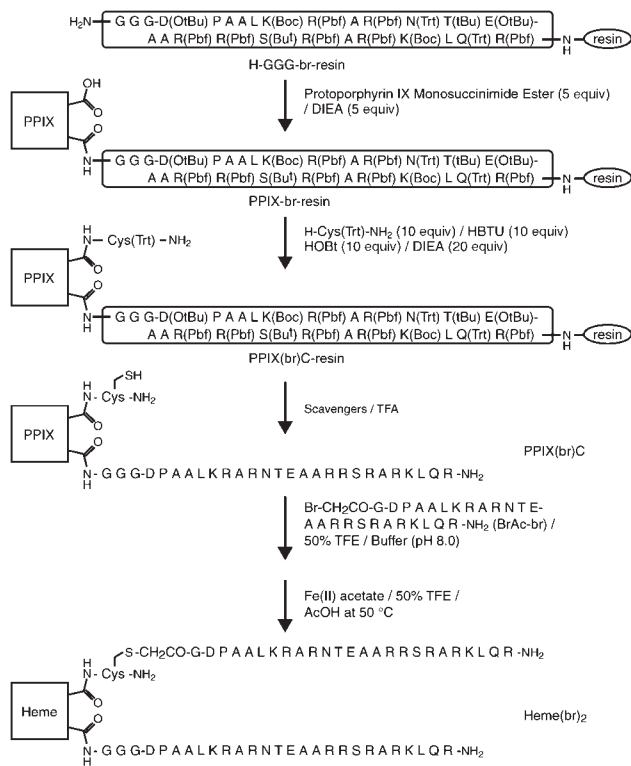 H2N G G G-D(OtBu) P A A L K(Boc) R(Pbf) A R(Pbf) N(Trt) T(tBu) E(OtBu)-
A A R(Pbf) R(Pbf) S(But) R(Pbf) A R(Pbf) K(Boc) L Q(Trt) R(Pbf) N H resin
H-GGG-br-resin
Protoporphyrin IX Monosuccinimide Ester (5 equiv)
/ DIEA (5 equiv)
OH
PPIX
O
O
N H G G G-D(OtBu) P A A L K(Boc) R(Pbf) A R(Pbf) N(Trt) T(tBu) E(OtBu)-
A A R(Pbf) R(Pbf) S(But) R(Pbf) A R(Pbf) K(Boc) L Q(Trt) R(Pbf) N H resin
PPIX-br-resin
H-Cys(Trt)-NH2 (10 equiv) / HBTU (10 equiv)
HOBt (10 equiv) / DIEA (20 equiv)
H N Cys(Trt) -NH2
O
PPIX
O
N H G G G-D(OtBu) P A A L K(Boc) R(Pbf) A R(Pbf) N(Trt) T(tBu) E(OtBu)-
A A R(Pbf) R(Pbf) S(But) R(Pbf) A R(Pbf) K(Boc) L Q(Trt) R(Pbf) N H resin
PPIX(br)C-resin
SH
H N - Cys -NH2
Scavengers / TFA
O
PPIX
O
PPIX(br)C
N H - G G G-D P A A L K R A R N T E A A R R S R A R K L Q R -NH2
Br-CH2CO-G-D P A A L K R A R N T E-
A A R R S R A R K L Q R -NH2 (BrAc-br) /
50% TFE / Buffer (pH 8.0)
Fe(II) acetate / 50% TFE /
AcOH at 50 °C
S-CH2CO-G-D P A A L K R A R N T E A A R R S R A R K L Q R -NH2
H N - Cys -NH2
O
Heme
O
Heme(br)2
N H - G G G-D P A A L K R A R N T E A A R R S R A R K L Q R -NH2